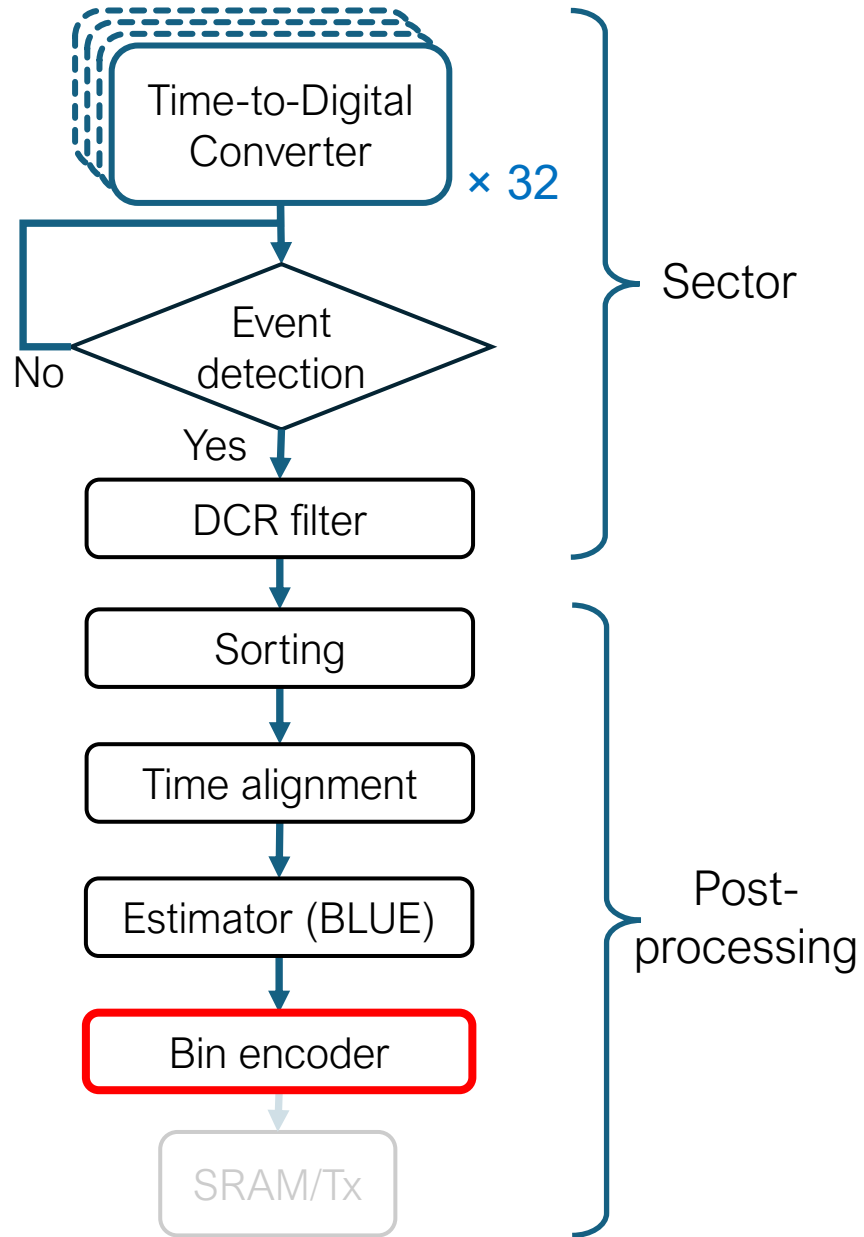 Time-to-Digital
Converter
× 32
Sector
Event
detection
No
Yes
DCR filter
Sorting
Time alignment
Estimator (BLUE)
Post-
processing
Bin encoder
SRAM/Tx